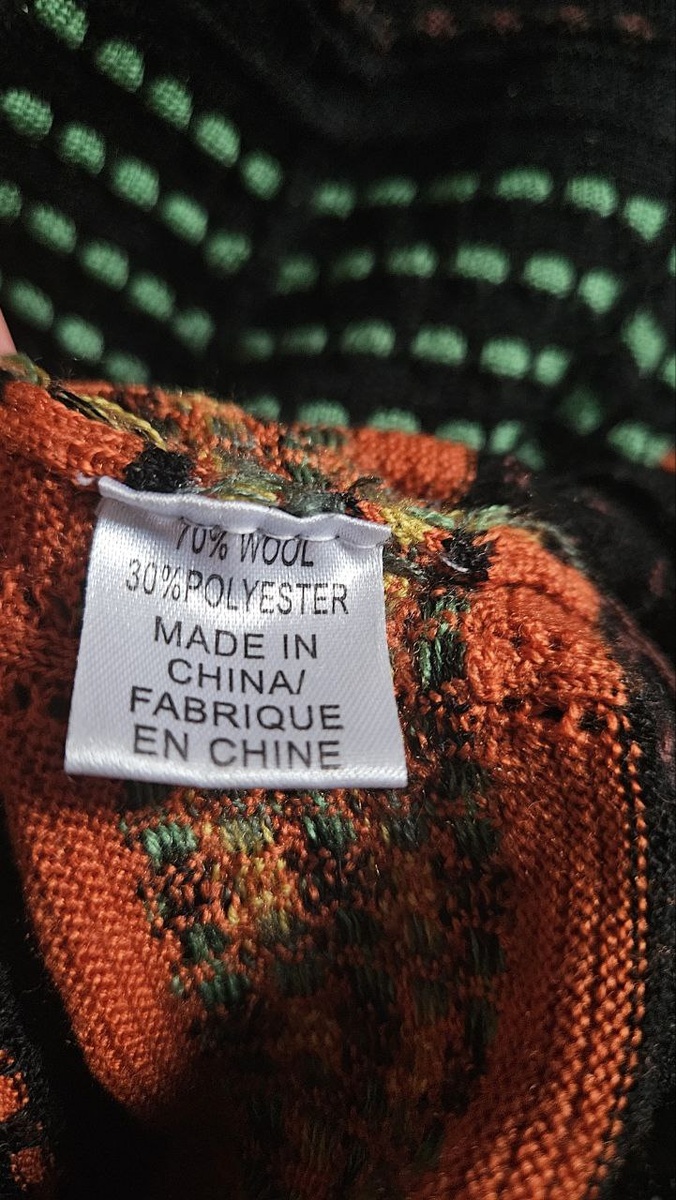 70% WOOL
30%POLYESTER
MADE IN
CHINA/
FABRIQUE
EN CHINE